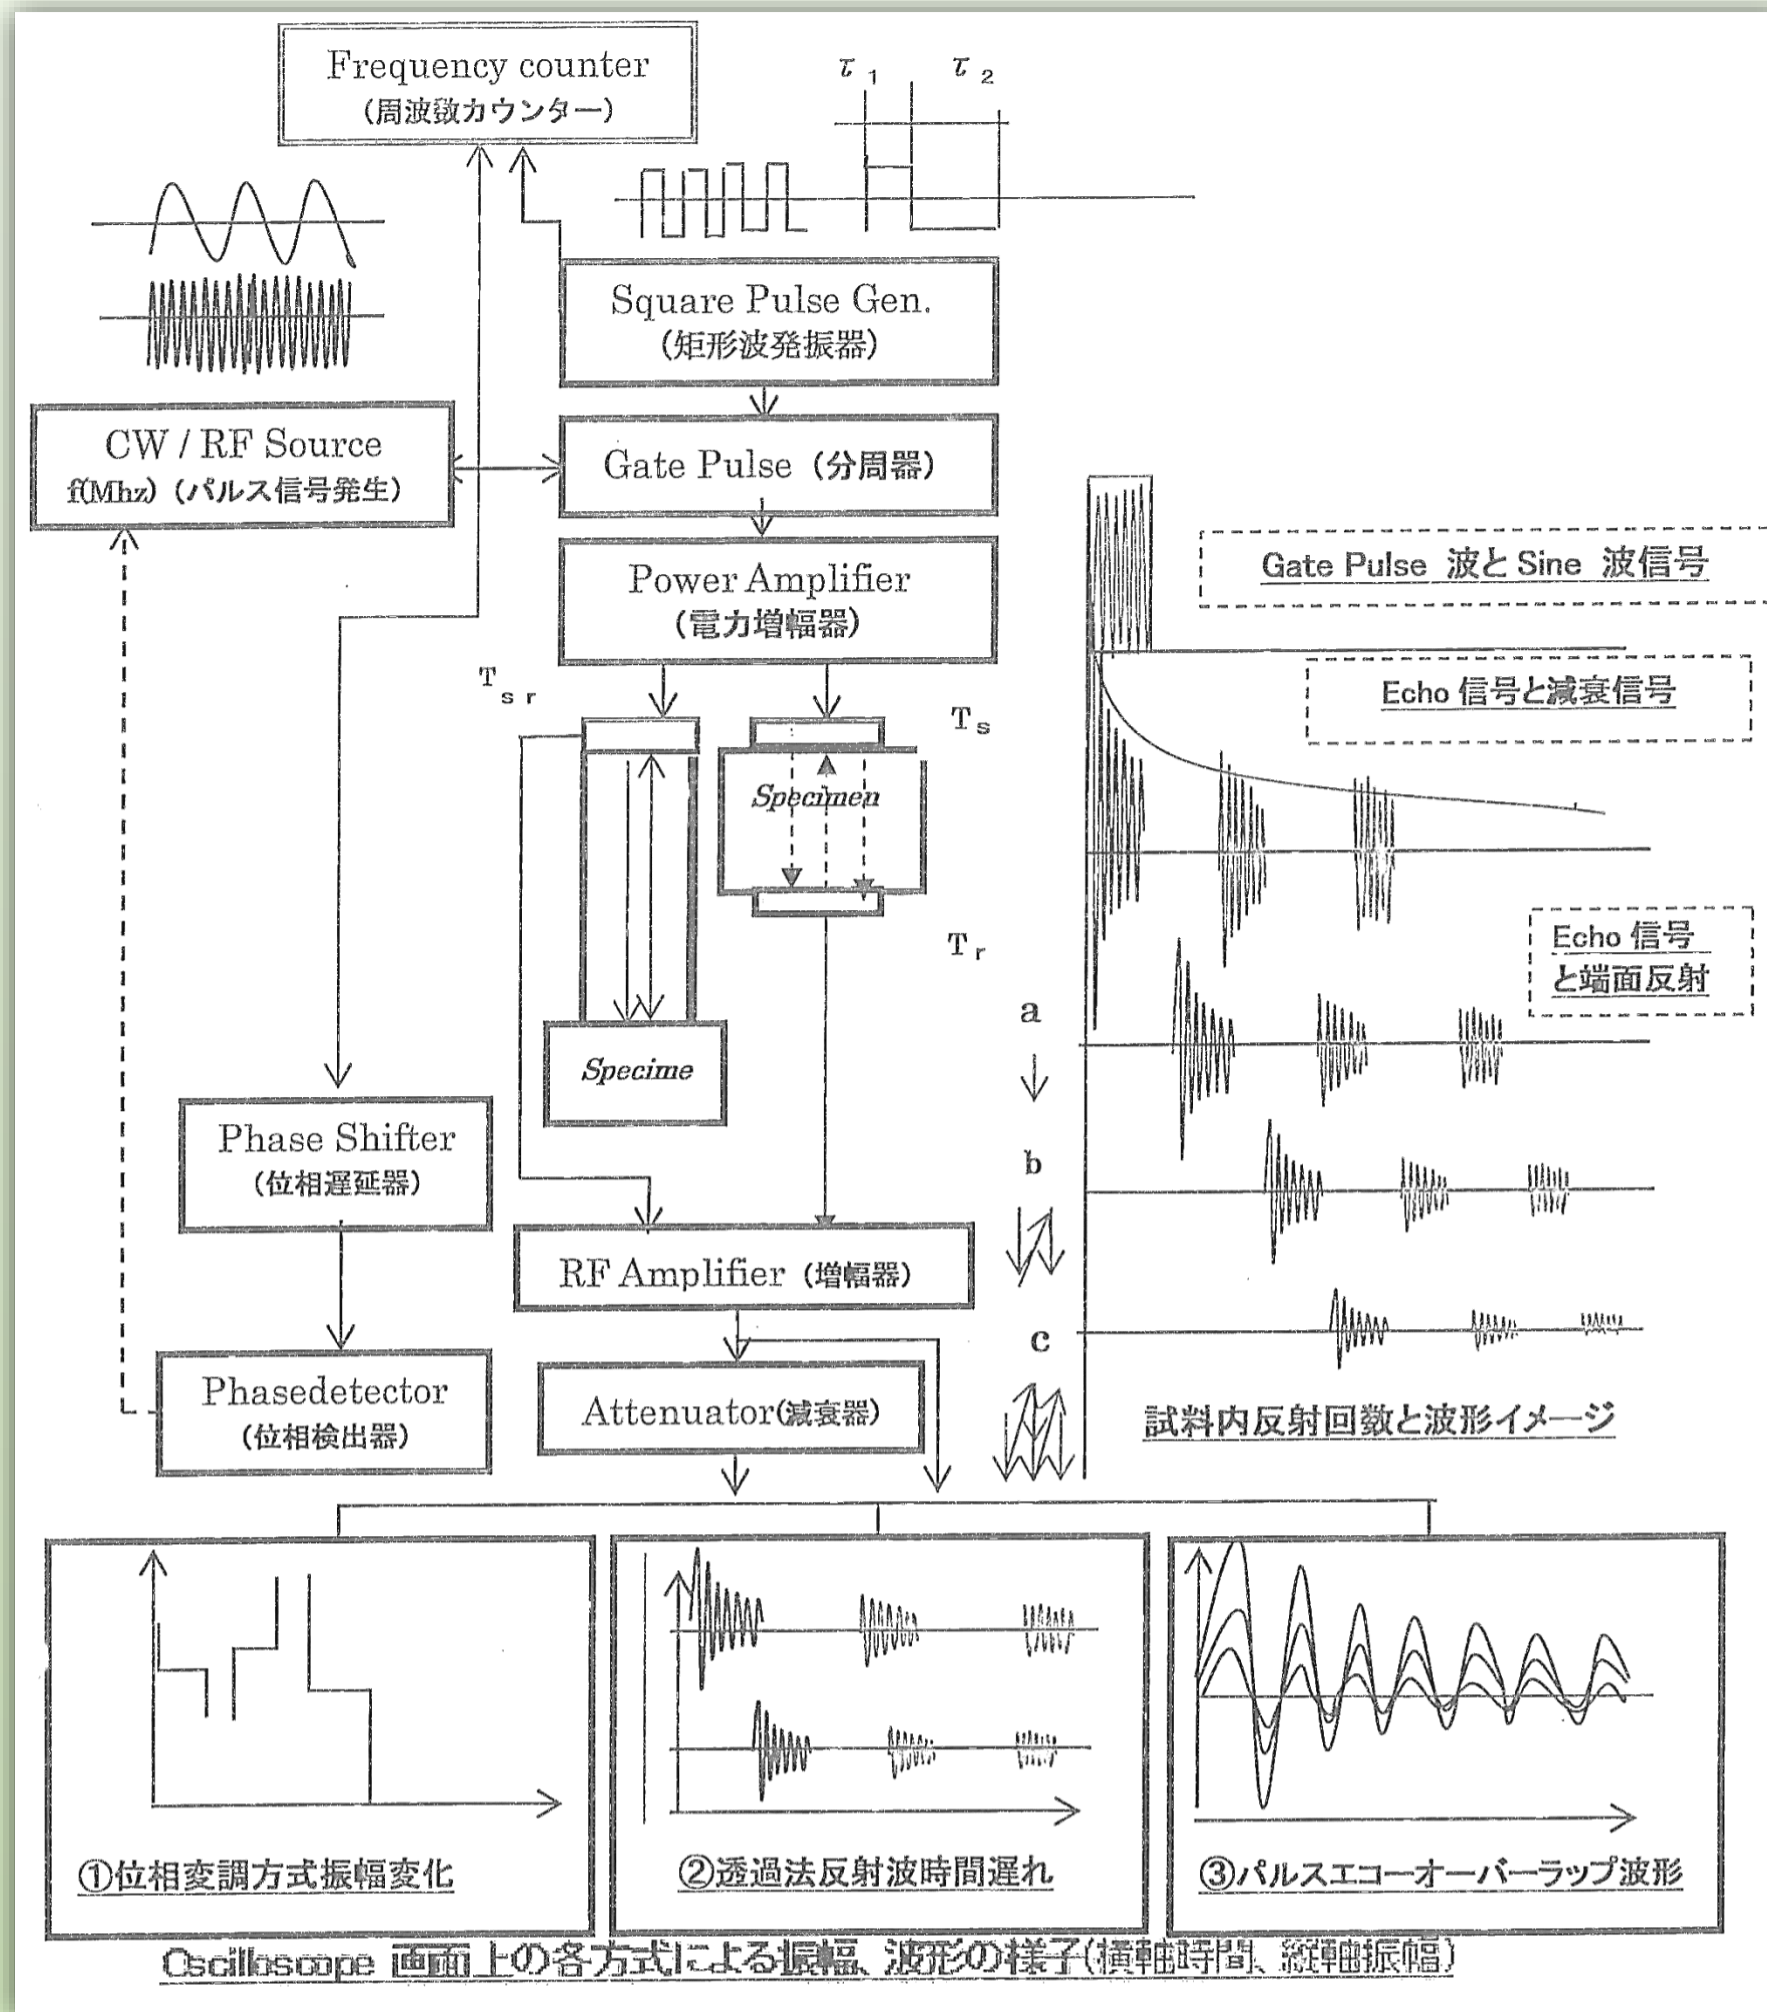 Frequency counter
(周波数カウンター)
τ1 τ2
Square Pulse Gen.
(矩形波発振器)
CW / RF Source
f(Mhz) (パルス信号発生)
Gate Pulse (分周器)
Power Amplifier
(電力増幅器)
Gate Pulse 波と Sine 波信号
Echo 信号と減衰信号
Tsr
Ts
Specimen
Tr
Echo 信号
と端面反射
a
Specime
Phase Shifter
(位相遅延器)
b
RF Amplifier (増幅器)
c
Phasedetector
(位相検出器)
Attenuator(減衰器)
試料内反射回数と波形イメージ
①位相変調方式振幅変化
②透過法反射波時間遅れ
③パルスエコーオーバーラップ波形
Oscilloscope 画面上の各方式による振幅、波形の様子(横軸時間、縦軸振幅)